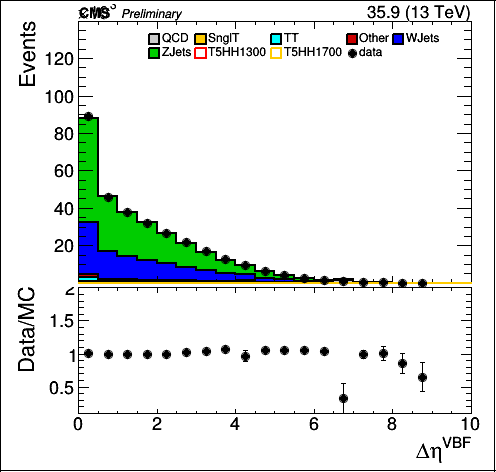 CMS Preliminary 35.9 (13 TeV)
QCD SnglT TT Other WJets
ZJets T5HH1300 T5HH1700 data
Events
120
100
80
60
40
20
Data/MC
2
1.5
1
0.5
0 2 4 6 8 10
Δη^VBF